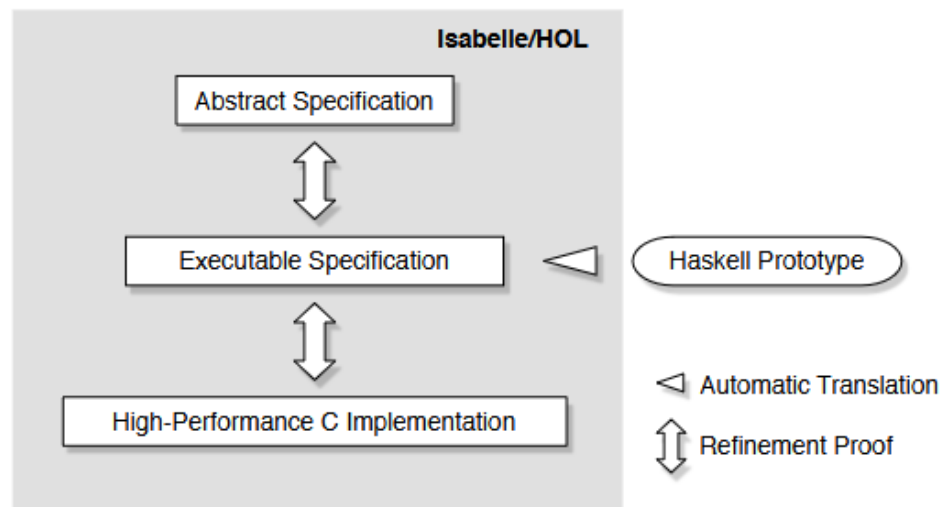 Isabelle/HOL
Abstract Specification
Executable Specification
Haskell Prototype
High-Performance C Implementation
Automatic Translation
Refinement Proof